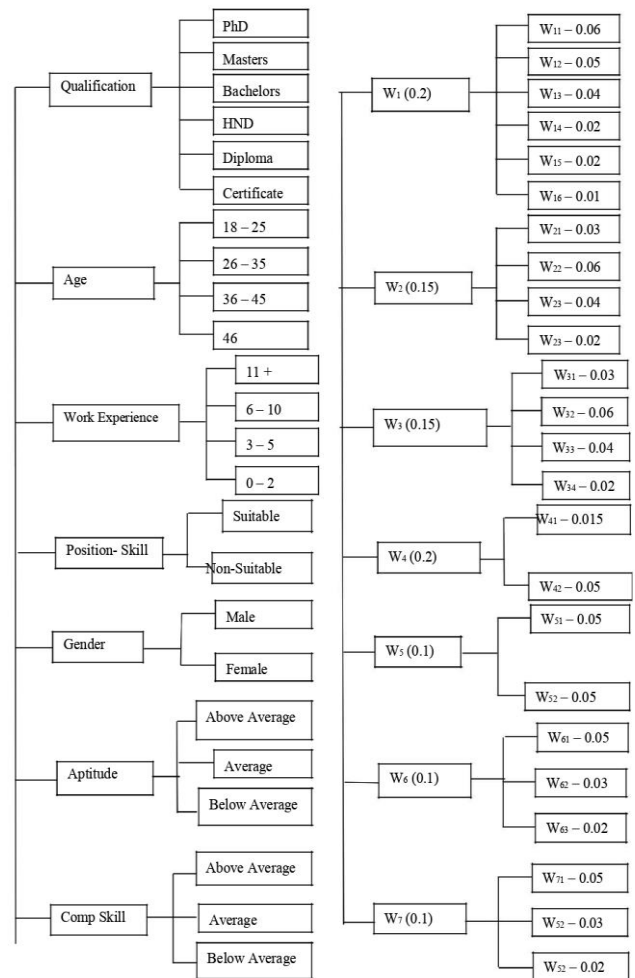 PhD
Masters
Qualification
Bachelors
HND
Diploma
Certificate
18 – 25
26 – 35
Age
36 – 45
46
11 +
6 – 10
Work Experience
3 – 5
0 – 2
Suitable
Position- Skill
Non-Suitable
Male
Gender
Female
Above Average
Aptitude
Average
Below Average
Above Average
Comp Skill
Average
Below Average
W11 – 0.06
W12 – 0.05
W1 (0.2)
W13 – 0.04
W14 – 0.02
W15 – 0.02
W16 – 0.01
W21 – 0.03
W22 – 0.06
W2 (0.15)
W23 – 0.04
W23 – 0.02
W31 – 0.03
W32 – 0.06
W3 (0.15)
W33 – 0.04
W34 – 0.02
W41 – 0.015
W4 (0.2)
W42 – 0.05
W51 – 0.05
W5 (0.1)
W52 – 0.05
W61 – 0.05
W6 (0.1)
W62 – 0.03
W63 – 0.02
W71 – 0.05
W7 (0.1)
W52 – 0.03
W52 – 0.02